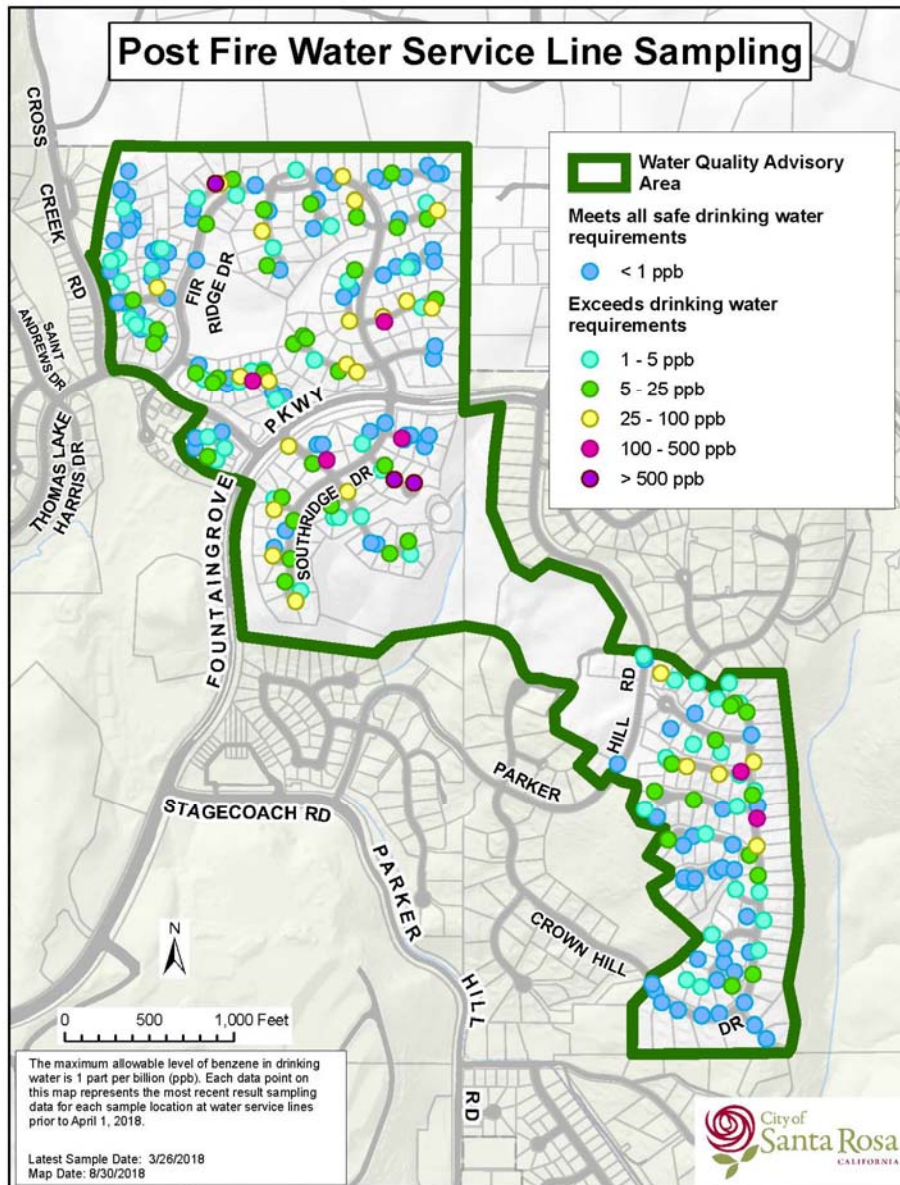 Post Fire Water Service Line Sampling
CROSS
CREEK
RD
SAINT
ANDREWS DR
THOMAS LAKE
HARRIS DR
FIR
RIDGE DR
PKWY
FOUNTAINGROVE
SOUTHRIDGE DR
HILL
RD
PARKER
STAGECOACH RD
PARKER
HILL
RD
CROWN HILL
DR
Water Quality Advisory
Area
Meets all safe drinking water
requirements
< 1 ppb
Exceeds drinking water
requirements
1 - 5 ppb
5 - 25 ppb
25 - 100 ppb
100 - 500 ppb
> 500 ppb
N
0 500 1,000 Feet
The maximum allowable level of benzene in drinking
water is 1 part per billion (ppb). Each data point on
this map represents the most recent result sampling
data for each sample location at water service lines
prior to April 1, 2018.
Latest Sample Date: 3/26/2018
Map Date: 8/30/2018
City of
Santa Rosa
CALIFORNIA